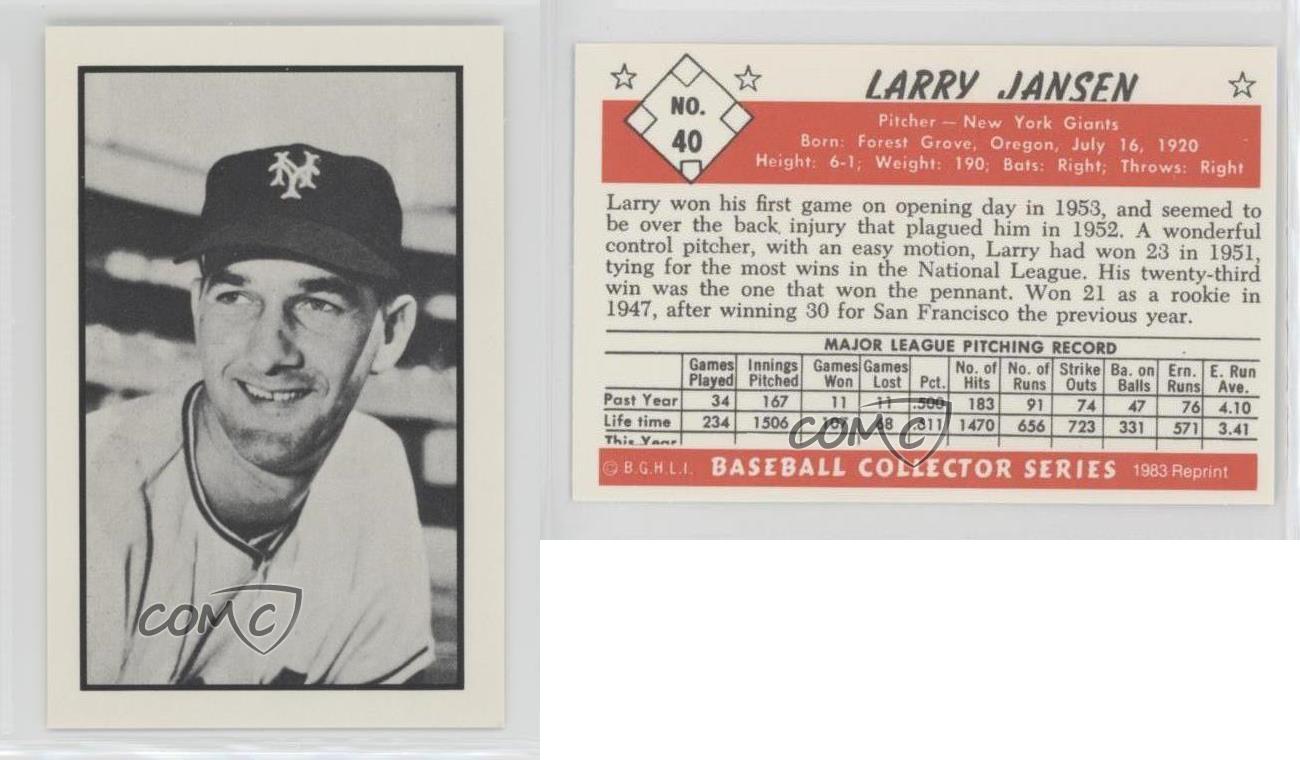 NY
COMC
NO.
40
LARRY JANSEN
Pitcher — New York Giants
Born: Forest Grove, Oregon, July 16, 1920
Height: 6-1; Weight: 190; Bats: Right; Throws: Right
Larry won his first game on opening day in 1953, and seemed to
be over the back injury that plagued him in 1952. A wonderful
control pitcher, with an easy motion, Larry had won 23 in 1951,
tying for the most wins in the National League. His twenty-third
win was the one that won the pennant. Won 21 as a rookie in
1947, after winning 30 for San Francisco the previous year.
MAJOR LEAGUE PITCHING RECORD
Games Innings Games Games No. of No. of Strike Ba. on Ern. E. Run
Played Pitched Won Lost Pct. Hits Runs Outs Balls Runs Ave.
Past Year 34 167 11 11 .500 183 91 74 47 76 4.10
Life time 234 1506 68 1470 656 723 331 571 3.41
This Year
COMC
© B.G.H.L.I. BASEBALL COLLECTOR SERIES 1983 Reprint